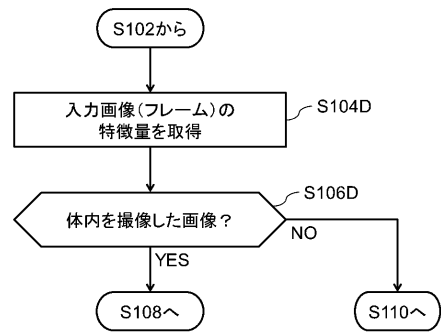 S102から
入力画像(フレーム)の
特徴量を取得
S104D
体内を撮像した画像？
S106D
NO
YES
S108へ
S110へ